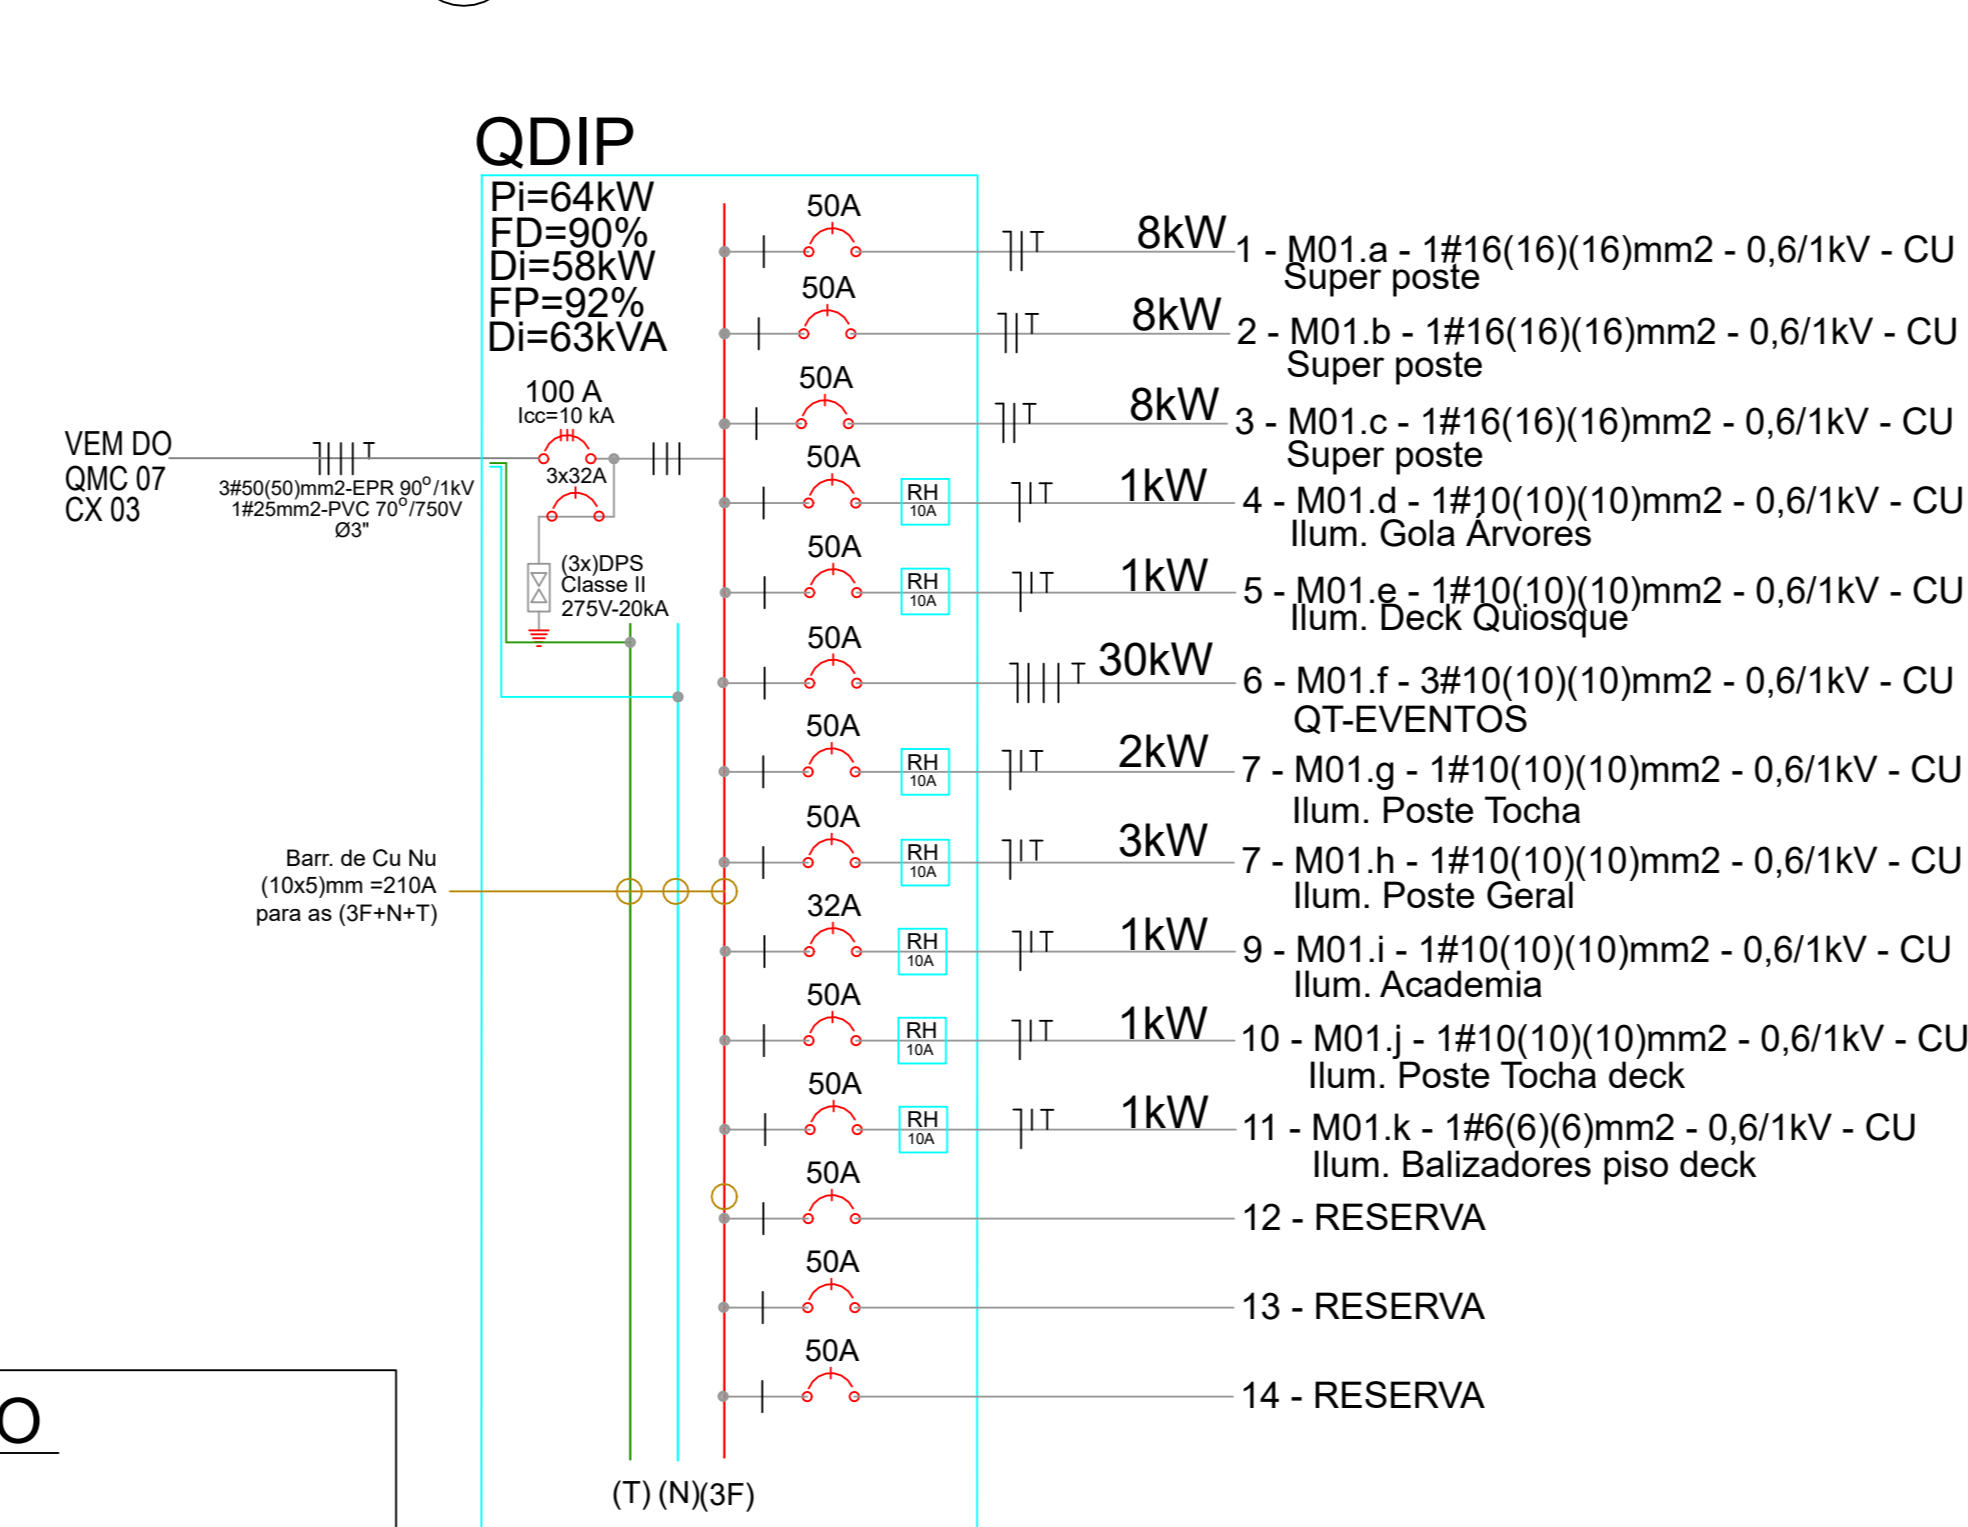 QDIP
Pi=64kW
FD=90%
Di=58kW
FP=92%
Di=63kVA
100 A
Icc=10 kA
3x32A
(3x)DPS
Classe II
275V-20kA
VEM DO
QMC 07
CX 03
T
3#50(50)mm2-EPR 90°/1kV
1#25mm2-PVC 70°/750V
Ø3"
Barr. de Cu Nu
(10x5)mm =210A
para as (3F+N+T)
50A T 8kW 1 - M01.a - 1#16(16)(16)mm2 - 0,6/1kV - CU
Super poste
50A T 8kW 2 - M01.b - 1#16(16)(16)mm2 - 0,6/1kV - CU
Super poste
50A T 8kW 3 - M01.c - 1#16(16)(16)mm2 - 0,6/1kV - CU
Super poste
50A RH 10A T 1kW 4 - M01.d - 1#10(10)(10)mm2 - 0,6/1kV - CU
Ilum. Gola Árvores
50A RH 10A T 1kW 5 - M01.e - 1#10(10)(10)mm2 - 0,6/1kV - CU
Ilum. Deck Quiosque
50A T 30kW 6 - M01.f - 3#10(10)(10)mm2 - 0,6/1kV - CU
QT-EVENTOS
50A RH 10A T 2kW 7 - M01.g - 1#10(10)(10)mm2 - 0,6/1kV - CU
Ilum. Poste Tocha
50A RH 10A T 3kW 7 - M01.h - 1#10(10)(10)mm2 - 0,6/1kV - CU
Ilum. Poste Geral
32A RH 10A T 1kW 9 - M01.i - 1#10(10)(10)mm2 - 0,6/1kV - CU
Ilum. Academia
50A RH 10A T 1kW 10 - M01.j - 1#10(10)(10)mm2 - 0,6/1kV - CU
Ilum. Poste Tocha deck
50A RH 10A T 1kW 11 - M01.k - 1#6(6)(6)mm2 - 0,6/1kV - CU
Ilum. Balizadores piso deck
50A 12 - RESERVA
50A 13 - RESERVA
50A 14 - RESERVA
(T) (N)(3F)
O